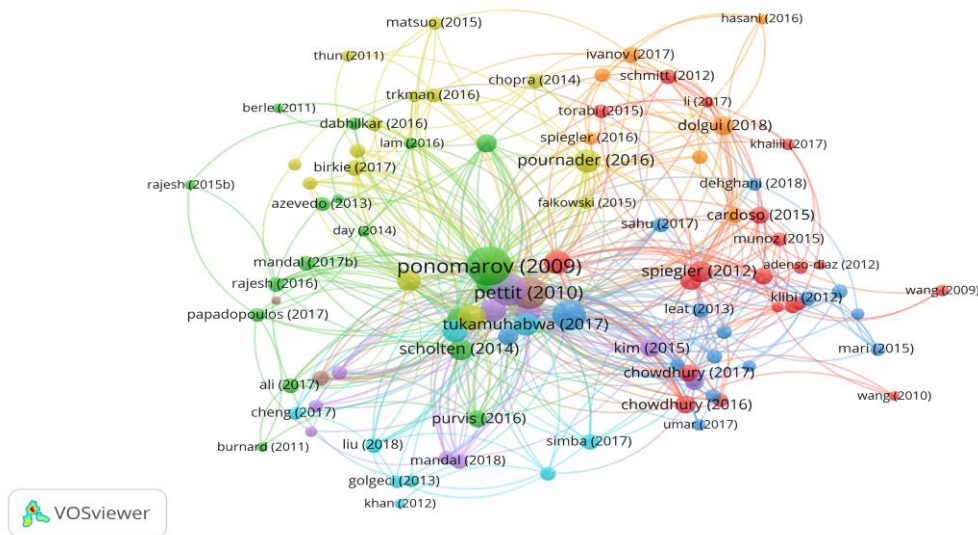 hasani (2016)
matsuo (2015)
thun (2011)
ivanov (2017)
chopra (2014)
schmitt (2012)
trkman (2016)
li (2017)
berle (2011)
torabi (2015)
dabhilkar (2016)
dolgui (2018)
lam (2016)
spiegler (2016)
khalili (2017)
birkie (2017)
pournader (2016)
rajesh (2015b)
dehghani (2018)
azevedo (2013)
falkowski (2015)
cardoso (2015)
sahu (2017)
day (2014)
munoz (2015)
mandal (2017b)
ponomarov (2009)
adenso-diaz (2012)
spiegler (2012)
rajesh (2016)
pettit (2010)
wang (2009)
klibi (2012)
leat (2013)
papadopoulos (2017)
tukamuhabwa (2017)
scholten (2014)
kim (2015)
mari (2015)
chowdhury (2017)
ali (2017)
wang (2010)
chowdhury (2016)
cheng (2017)
purvis (2016)
umar (2017)
burnard (2011)
liu (2018)
simba (2017)
mandal (2018)
golgeci (2013)
khan (2012)
VOSviewer